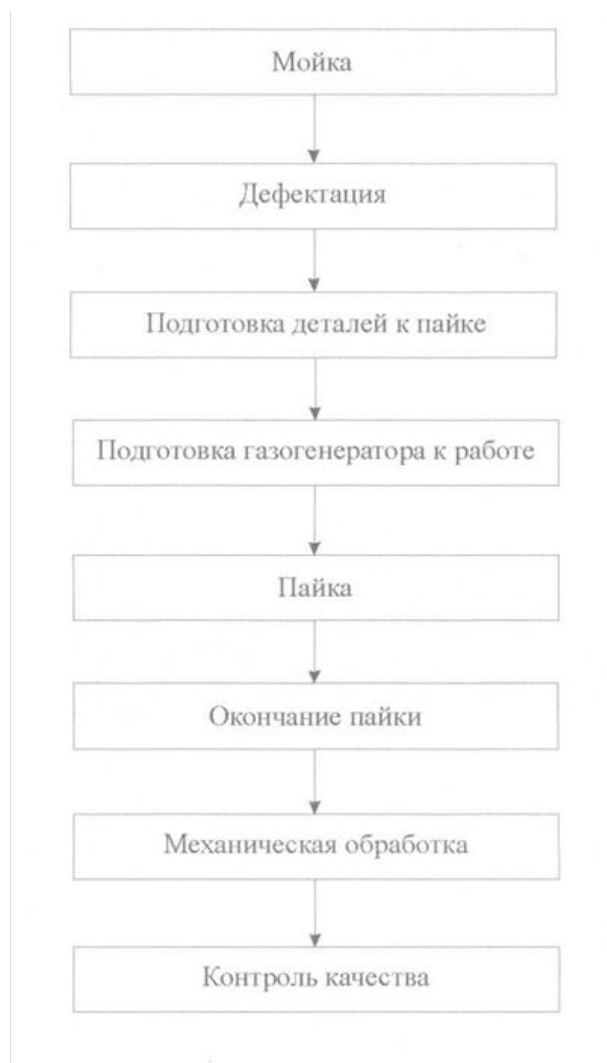 Мойка
Дефектация
Подготовка деталей к пайке
Подготовка газогенератора к работе
Пайка
Окончание пайки
Механическая обработка
Контроль качества